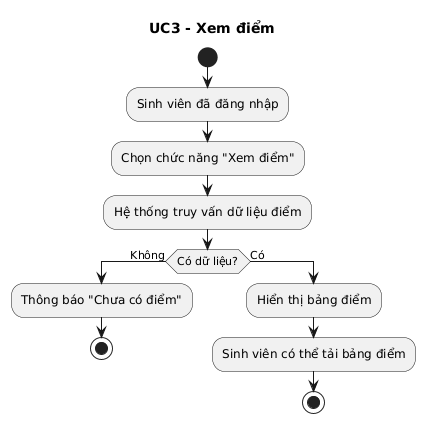 UC3 - Xem điểm
Sinh viên đã đăng nhập
Chọn chức năng "Xem điểm"
Hệ thống truy vấn dữ liệu điểm
Không
Có dữ liệu?
Có
Thông báo "Chưa có điểm"
Hiển thị bảng điểm
Sinh viên có thể tải bảng điểm